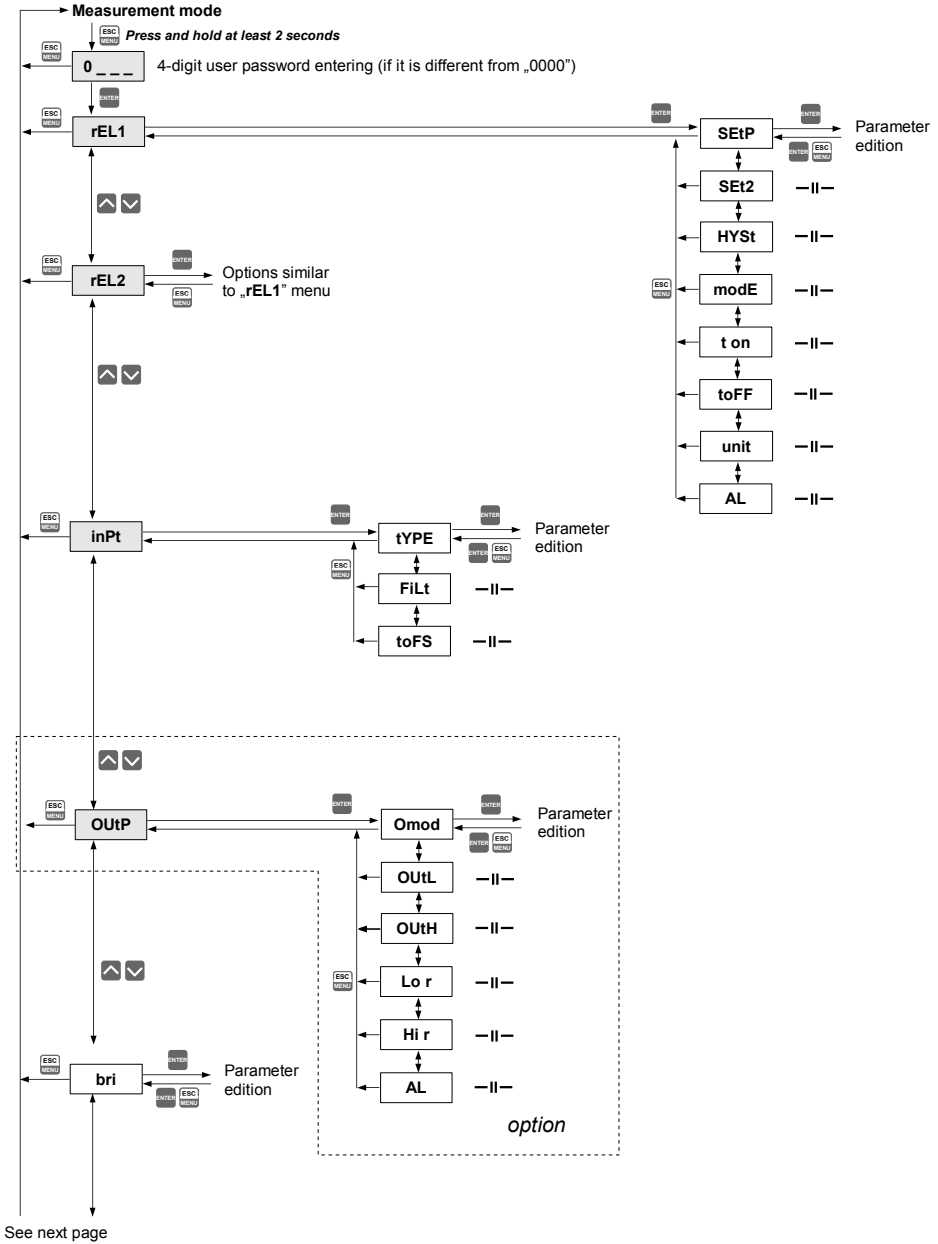 Measurement mode
ESC MENU
Press and hold at least 2 seconds
ESC MENU
0 _ _ _
4-digit user password entering (if it is different from „0000”)
ENTER
ESC MENU
rEL1
ENTER
SEtP
ENTER
ENTER ESC MENU
Parameter
edition
SEt2
—II—
HYSt
—II—
ESC MENU
modE
—II—
t on
—II—
toFF
—II—
unit
—II—
AL
—II—
ESC MENU
rEL2
ENTER
ESC MENU
Options similar
to „rEL1” menu
ESC MENU
inPt
ENTER
tYPE
ENTER
ENTER ESC MENU
Parameter
edition
ESC MENU
FiLt
—II—
toFS
—II—
ESC MENU
OUtP
ENTER
Omod
ENTER
ENTER ESC MENU
Parameter
edition
OUtL
—II—
OUtH
—II—
ESC MENU
Lo r
—II—
Hi r
—II—
AL
—II—
option
ESC MENU
bri
ENTER
ENTER ESC MENU
Parameter
edition
See next page